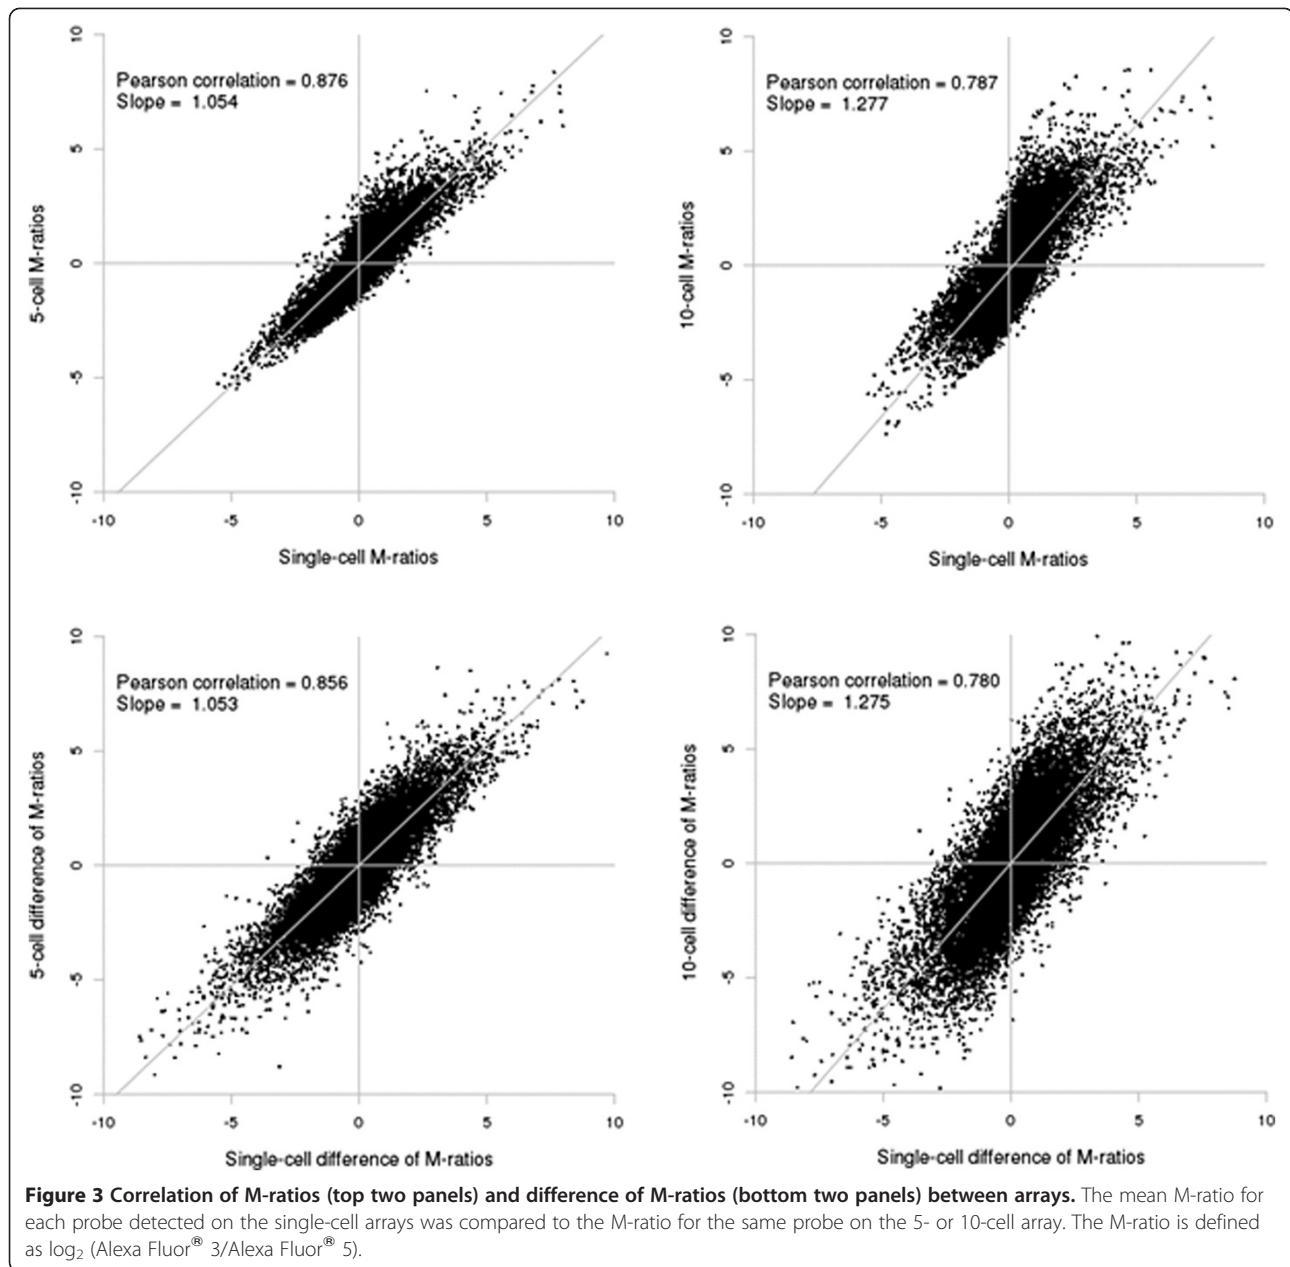 10
5
0
-5
-10
5-cell M-ratios
Pearson correlation = 0.876
Slope = 1.054
-10 -5 0 5 10
Single-cell M-ratios
10
5
0
-5
-10
10-cell M-ratios
Pearson correlation = 0.787
Slope = 1.277
-10 -5 0 5 10
Single-cell M-ratios
10
5
0
-5
-10
5-cell difference of M-ratios
Pearson correlation = 0.856
Slope = 1.053
-10 -5 0 5 10
Single-cell difference of M-ratios
10
5
0
-5
-10
10-cell difference of M-ratios
Pearson correlation = 0.780
Slope = 1.275
-10 -5 0 5 10
Single-cell difference of M-ratios
Figure 3 Correlation of M-ratios (top two panels) and difference of M-ratios (bottom two panels) between arrays. The mean M-ratio for
each probe detected on the single-cell arrays was compared to the M-ratio for the same probe on the 5- or 10-cell array. The M-ratio is defined
as log₂ (Alexa Fluor® 3/Alexa Fluor® 5).